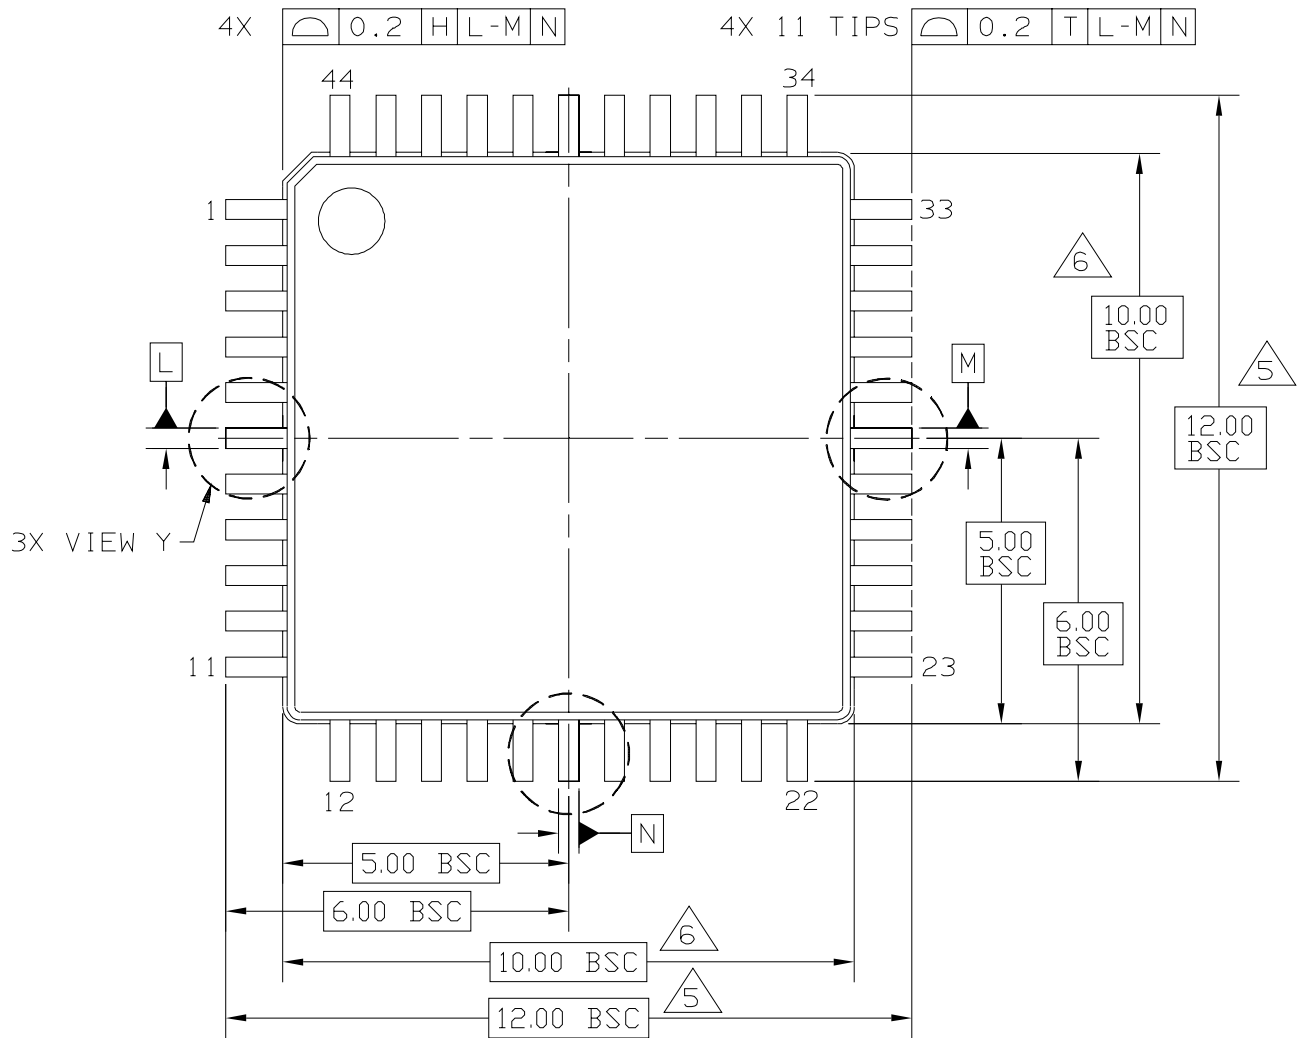 4X 0.2 H L-M N
4X 11 TIPS 0.2 T L-M N
44
34
1
33
6
10.00
BSC
5
L
M
12.00
BSC
3X VIEW Y
5.00
BSC
6.00
BSC
11
23
12
22
N
5.00 BSC
6.00 BSC
6
10.00 BSC
5
12.00 BSC